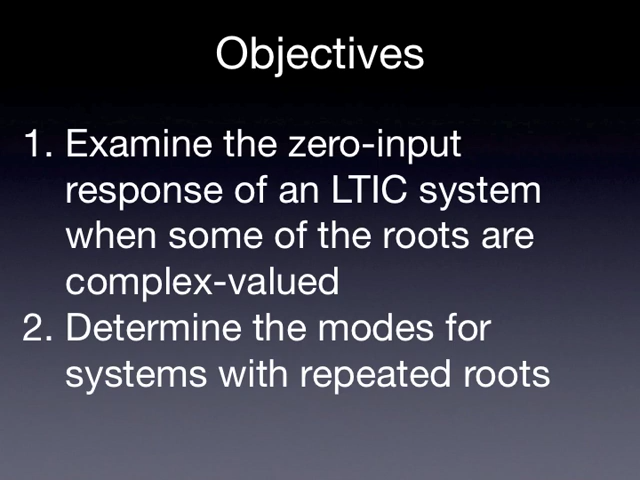 Objectives
1. Examine the zero-input
response of an LTIC system
when some of the roots are
complex-valued
2. Determine the modes for
systems with repeated roots